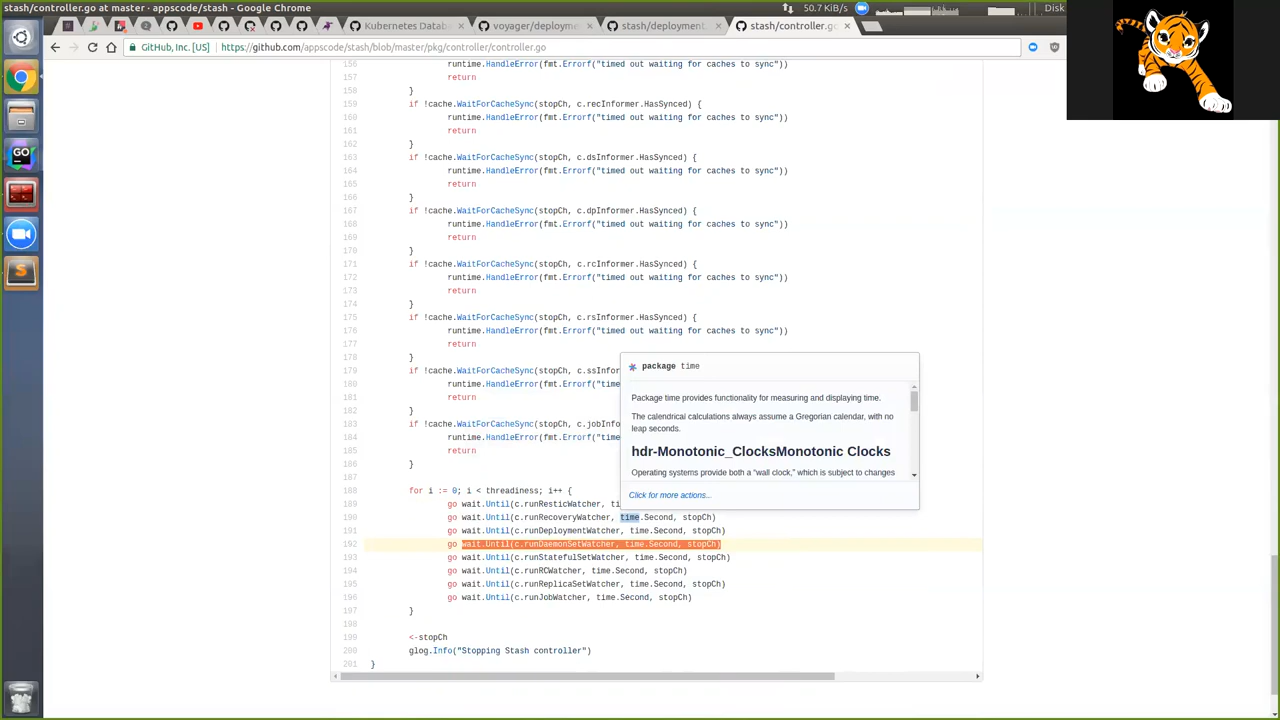 stash/controller.go at master · appscode/stash - Google Chrome
50.7 KiB/s
Disk
Kubernetes Datab
voyager/deployment
stash/deployment.
stash/controller.go
GitHub, Inc. [US]
https://github.com/appscode/stash/blob/master/pkg/controller/controller.go
156 runtime.HandleError(fmt.Errorf("timed out waiting for caches to sync"))
157 return
158 }
159 if !cache.WaitForCacheSync(stopCh, c.recInformer.HasSynced) {
160 runtime.HandleError(fmt.Errorf("timed out waiting for caches to sync"))
161 return
162 }
163 if !cache.WaitForCacheSync(stopCh, c.dsInformer.HasSynced) {
164 runtime.HandleError(fmt.Errorf("timed out waiting for caches to sync"))
165 return
166 }
167 if !cache.WaitForCacheSync(stopCh, c.dpInformer.HasSynced) {
168 runtime.HandleError(fmt.Errorf("timed out waiting for caches to sync"))
169 return
170 }
171 if !cache.WaitForCacheSync(stopCh, c.rcInformer.HasSynced) {
172 runtime.HandleError(fmt.Errorf("timed out waiting for caches to sync"))
173 return
174 }
175 if !cache.WaitForCacheSync(stopCh, c.rsInformer.HasSynced) {
176 runtime.HandleError(fmt.Errorf("timed out waiting for caches to sync"))
177 return
178 }
179 if !cache.WaitForCacheSync(stopCh, c.ssInfor
180 runtime.HandleError(fmt.Errorf("time
181 return
182 }
183 if !cache.WaitForCacheSync(stopCh, c.jobInfo
184 runtime.HandleError(fmt.Errorf("time
185 return
186 }
187
188 for i := 0; i < threadiness; i++ {
189 go wait.Until(c.runResticWatcher, ti
190 go wait.Until(c.runRecoveryWatcher, time.Second, stopCh)
191 go wait.Until(c.runDeploymentWatcher, time.Second, stopCh)
192 go wait.Until(c.runDaemonSetWatcher, time.Second, stopCh)
193 go wait.Until(c.runStatefulSetWatcher, time.Second, stopCh)
194 go wait.Until(c.runRCWatcher, time.Second, stopCh)
195 go wait.Until(c.runReplicaSetWatcher, time.Second, stopCh)
196 go wait.Until(c.runJobWatcher, time.Second, stopCh)
197 }
198
199 <-stopCh
200 glog.Info("Stopping Stash controller")
201 }
package time
Package time provides functionality for measuring and displaying time.
The calendrical calculations always assume a Gregorian calendar, with no
leap seconds.
hdr-Monotonic_ClocksMonotonic Clocks
Operating systems provide both a “wall clock,” which is subject to changes
Click for more actions...
GO
S